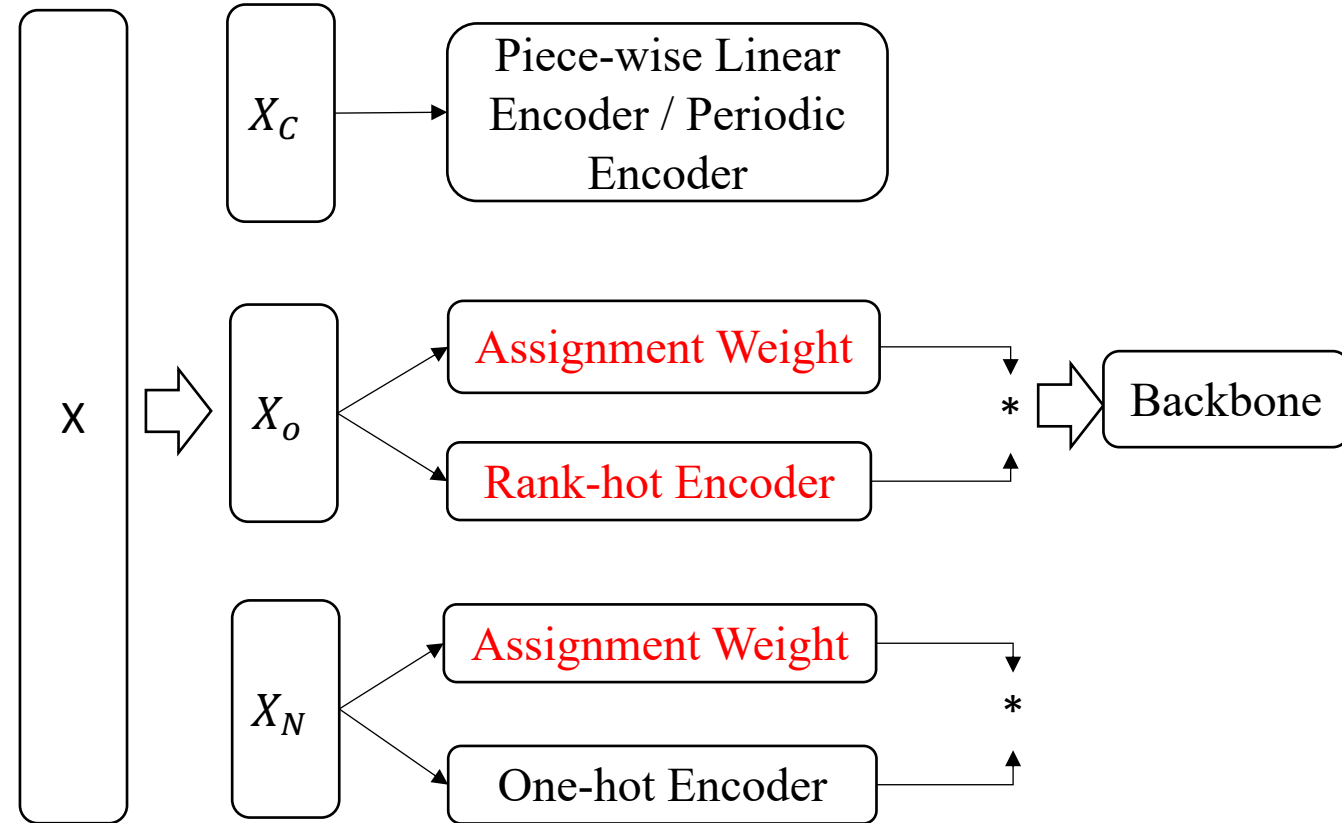 X
X_C
Piece-wise Linear
Encoder / Periodic
Encoder
X_o
Assignment Weight
Rank-hot Encoder
*
Backbone
X_N
Assignment Weight
One-hot Encoder
*